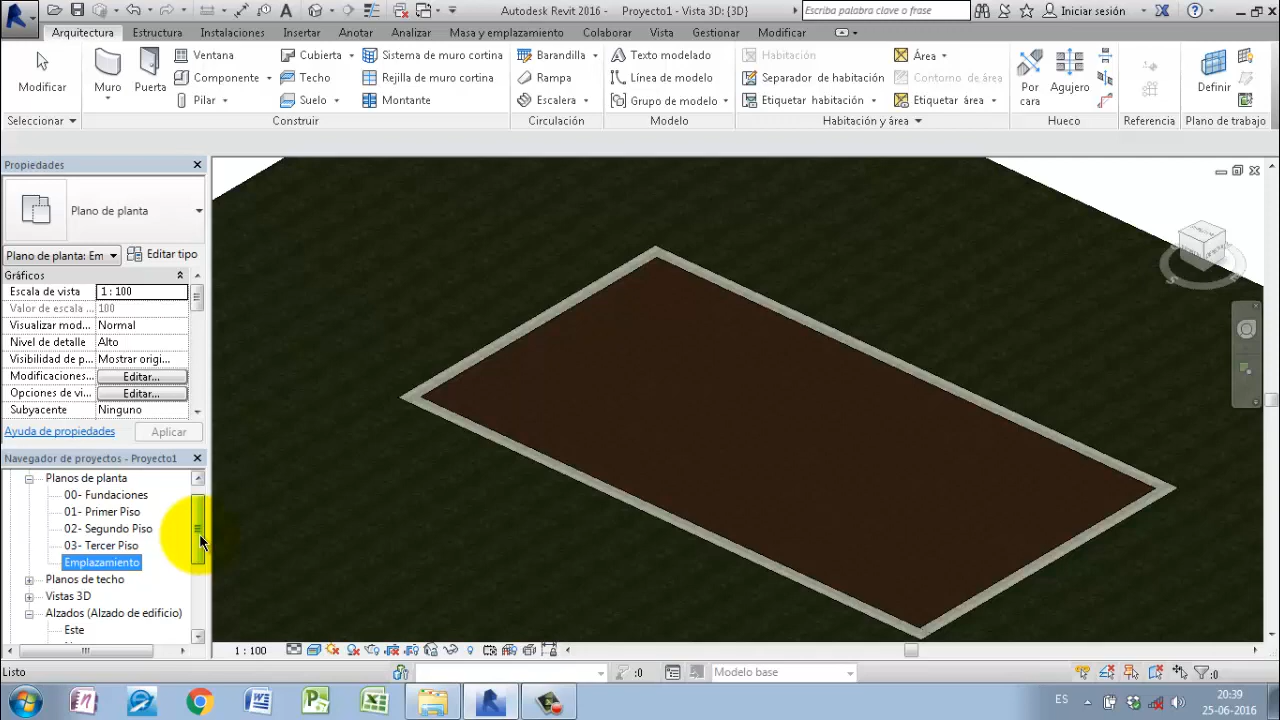 Autodesk Revit 2016 - Proyecto1 - Vista 3D: {3D}
Escriba palabra clave o frase
Iniciar sesión
Arquitectura Estructura Instalaciones Insertar Anotar Analizar Masa y emplazamiento Colaborar Vista Gestionar Modificar
Modificar
Muro
Puerta
Ventana
Componente
Pilar
Cubierta
Techo
Suelo
Sistema de muro cortina
Rejilla de muro cortina
Montante
Barandilla
Rampa
Escalera
Texto modelado
Línea de modelo
Grupo de modelo
Habitación
Separador de habitación
Etiquetar habitación
Área
Contorno de área
Etiquetar área
Por cara
Agujero
Definir
Seleccionar Construir Circulación Modelo Habitación y área Hueco Referencia Plano de trabajo
Propiedades
Plano de planta
Plano de planta: Em
Editar tipo
Gráficos
Escala de vista 1 : 100
Valor de escala ... 100
Visualizar mod... Normal
Nivel de detalle Alto
Visibilidad de p... Mostrar origi...
Modificaciones... Editar...
Opciones de vi... Editar...
Subyacente Ninguno
Ayuda de propiedades Aplicar
Navegador de proyectos - Proyecto1
Planos de planta
00- Fundaciones
01- Primer Piso
02- Segundo Piso
03- Tercer Piso
Emplazamiento
Planos de techo
Vistas 3D
Alzados (Alzado de edificio)
Este
1 : 100
Listo
:0
Modelo base
:0
ES
20:39
25-06-2016